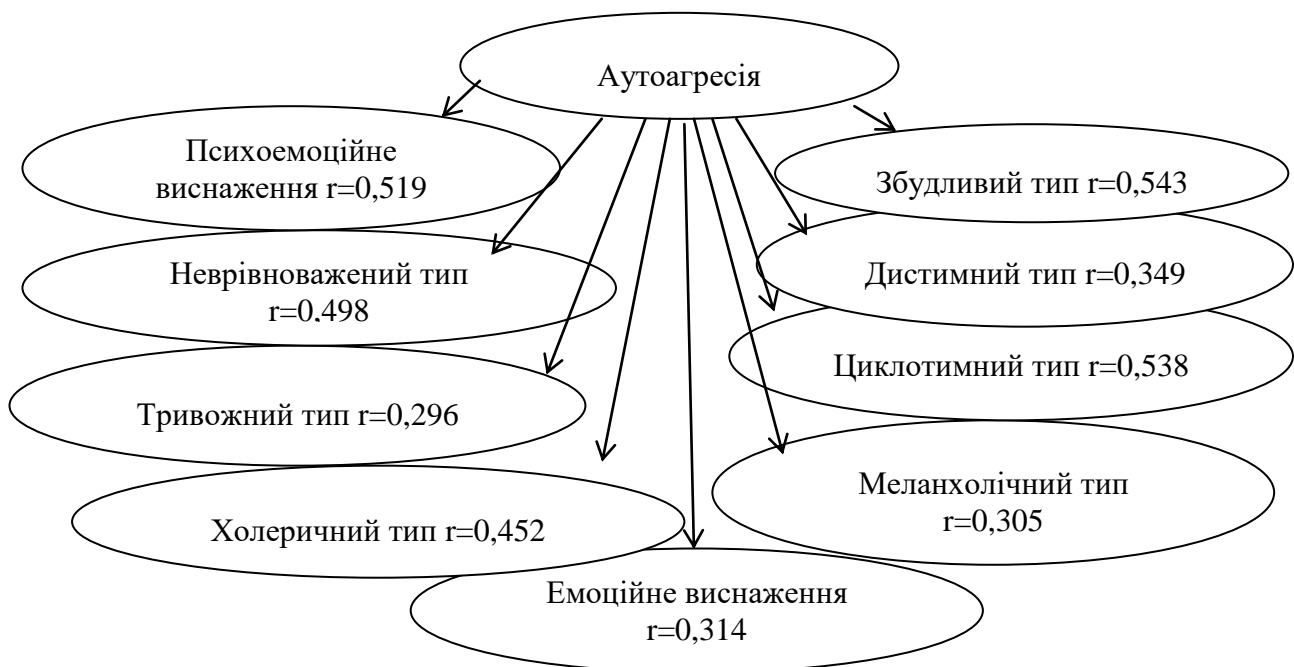 Аутоагресія
Психоемоційне
виснаження r=0,519
Збудливий тип r=0,543
Неврівноважений тип
r=0,498
Дистимний тип r=0,349
Циклотимний тип r=0,538
Тривожний тип r=0,296
Меланхолічний тип
r=0,305
Холеричний тип r=0,452
Емоційне виснаження
r=0,314